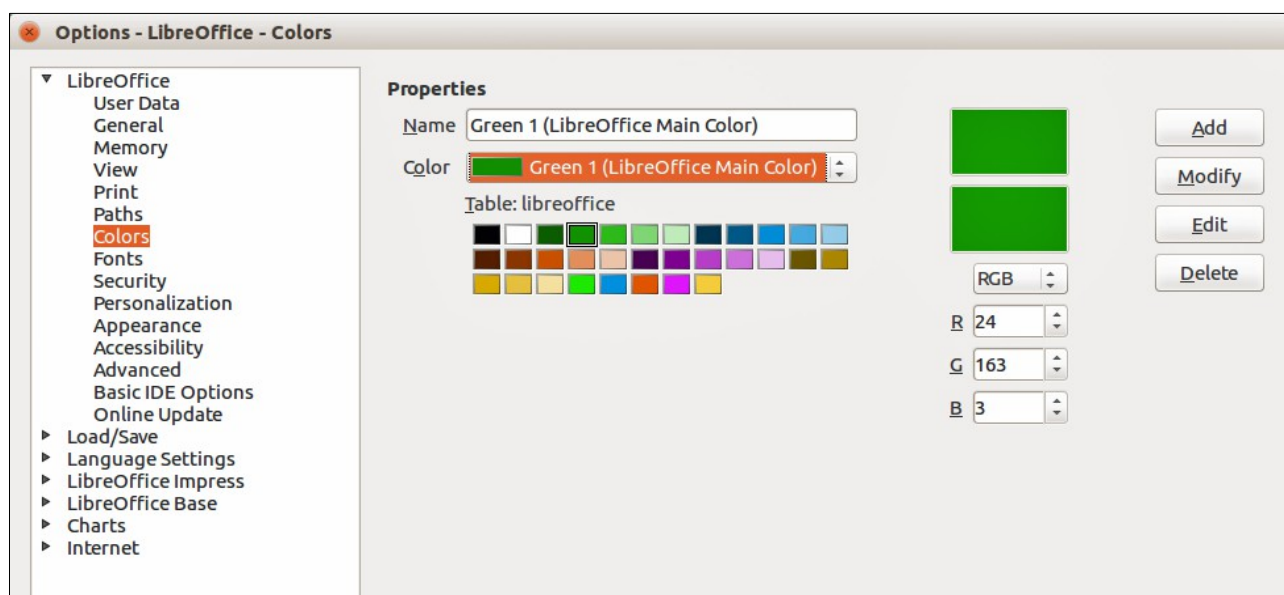 Options - LibreOffice - Colors
LibreOffice
User Data
General
Memory
View
Print
Paths
Colors
Fonts
Security
Personalization
Appearance
Accessibility
Advanced
Basic IDE Options
Online Update
Load/Save
Language Settings
LibreOffice Impress
LibreOffice Base
Charts
Internet
Properties
Name Green 1 (LibreOffice Main Color)
Color Green 1 (LibreOffice Main Color)
Table: libreoffice
RGB
R 24
G 163
B 3
Add
Modify
Edit
Delete